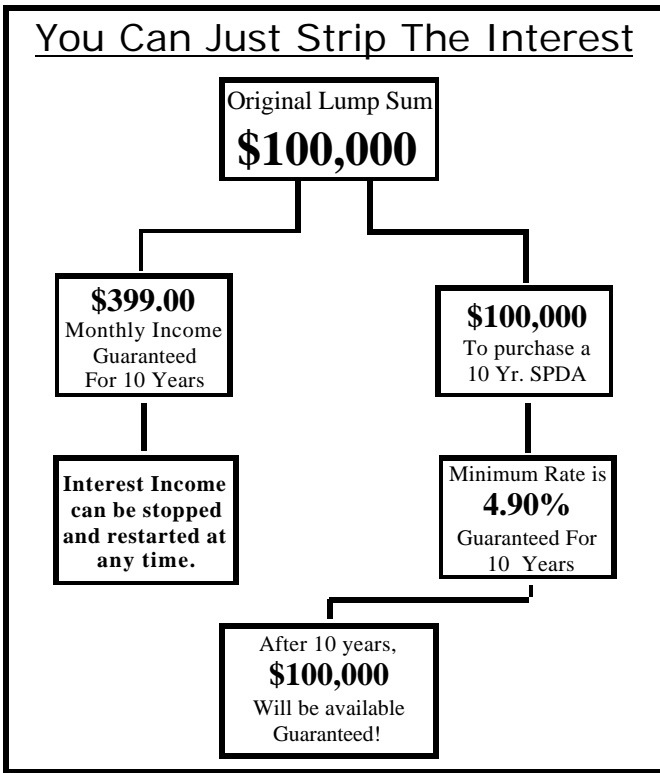 You Can Just Strip The Interest
Original Lump Sum
$100,000
$399.00
Monthly Income
Guaranteed
For 10 Years
$100,000
To purchase a
10 Yr. SPDA
Interest Income
can be stopped
and restarted at
any time.
Minimum Rate is
4.90%
Guaranteed For
10 Years
After 10 years,
$100,000
Will be available
Guaranteed!